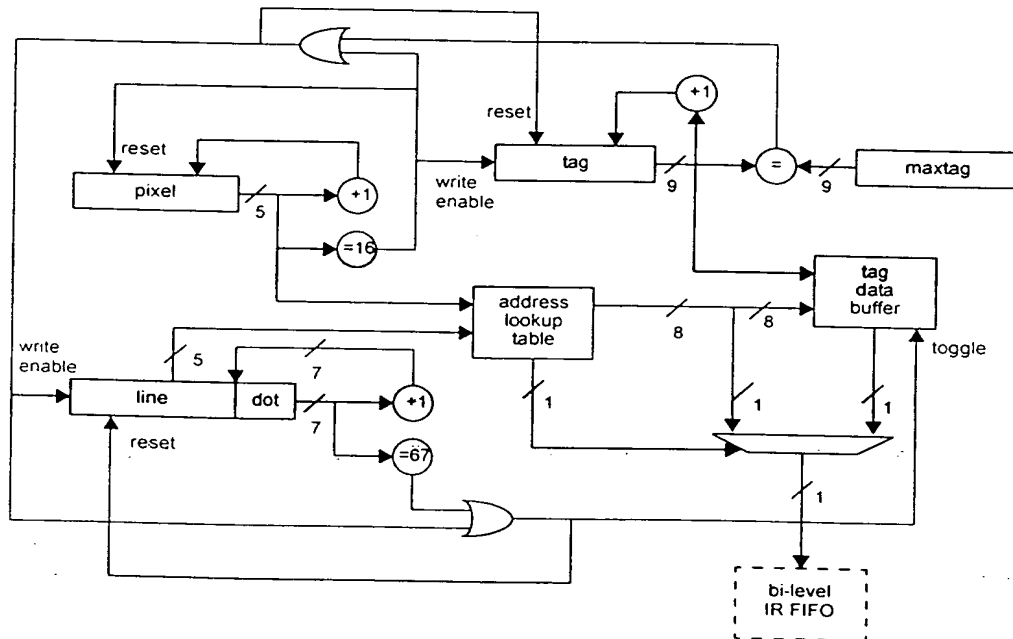 reset
+1
reset
tag
9
=
9
maxtag
write
enable
pixel
5
+1
=16
address
lookup
table
8
8
tag
data
buffer
toggle
5
7
write
enable
line
dot
7
+1
1
1
1
reset
=67
1
bi-level
IR FIFO